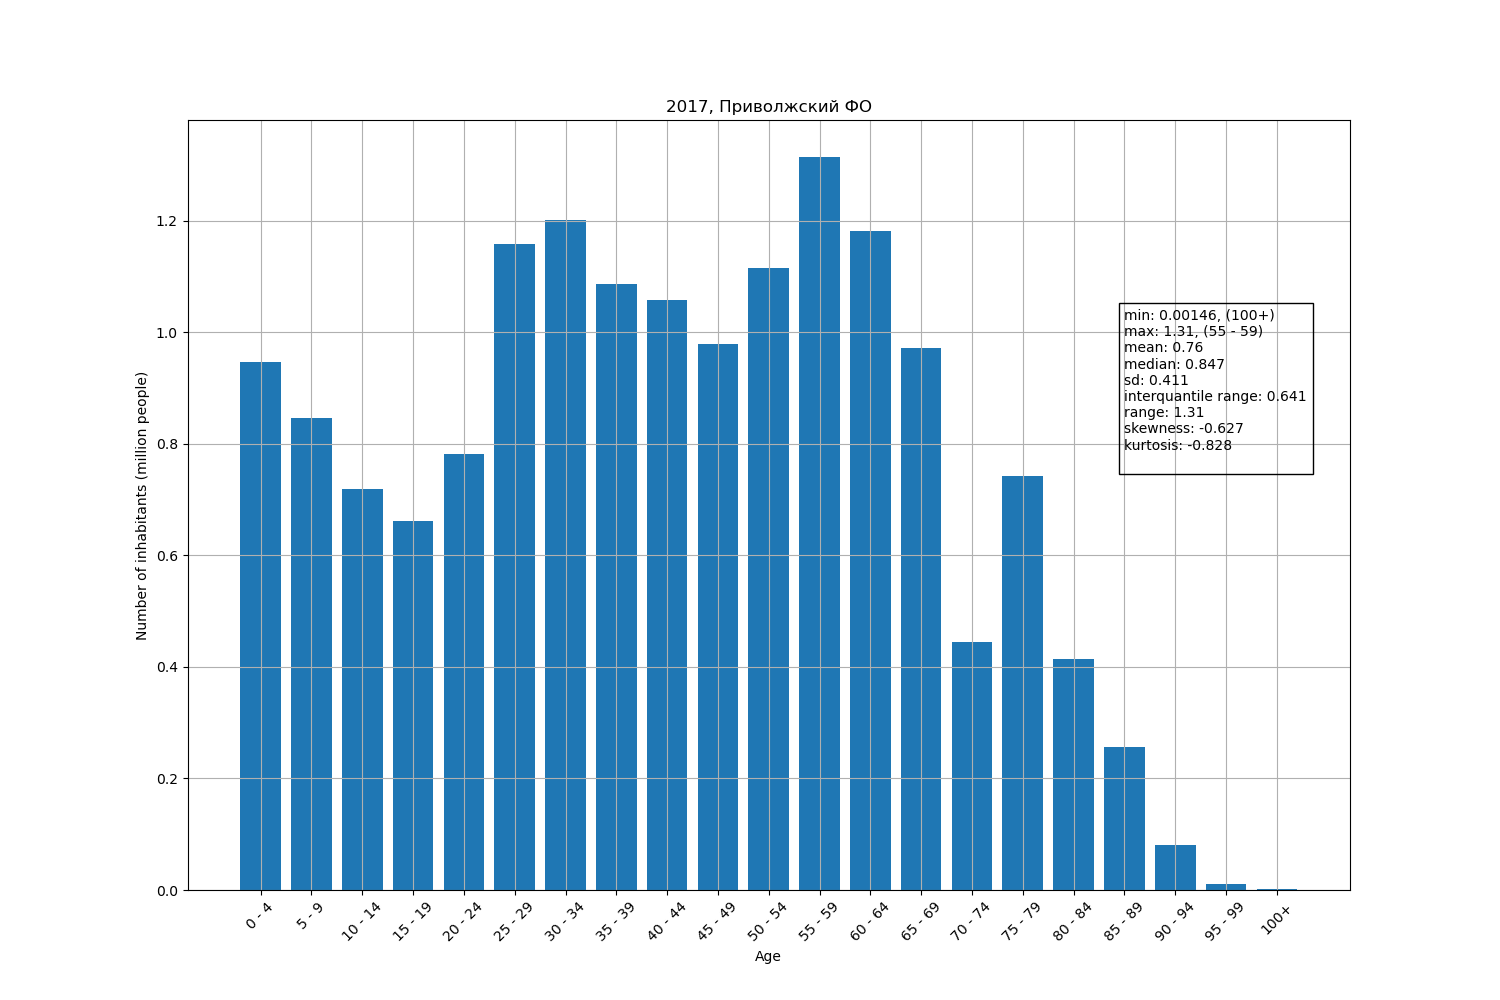 2017, Приволжский ФО
Number of inhabitants (million people)
1.2
1.0
0.8
0.6
0.4
0.2
0.0
min: 0.00146, (100+)
max: 1.31, (55 - 59)
mean: 0.76
median: 0.847
sd: 0.411
interquantile range: 0.641
range: 1.31
skewness: -0.627
kurtosis: -0.828
0 - 4
5 - 9
10 - 14
15 - 19
20 - 24
25 - 29
30 - 34
35 - 39
40 - 44
45 - 49
50 - 54
55 - 59
60 - 64
65 - 69
70 - 74
75 - 79
80 - 84
85 - 89
90 - 94
95 - 99
100+
Age